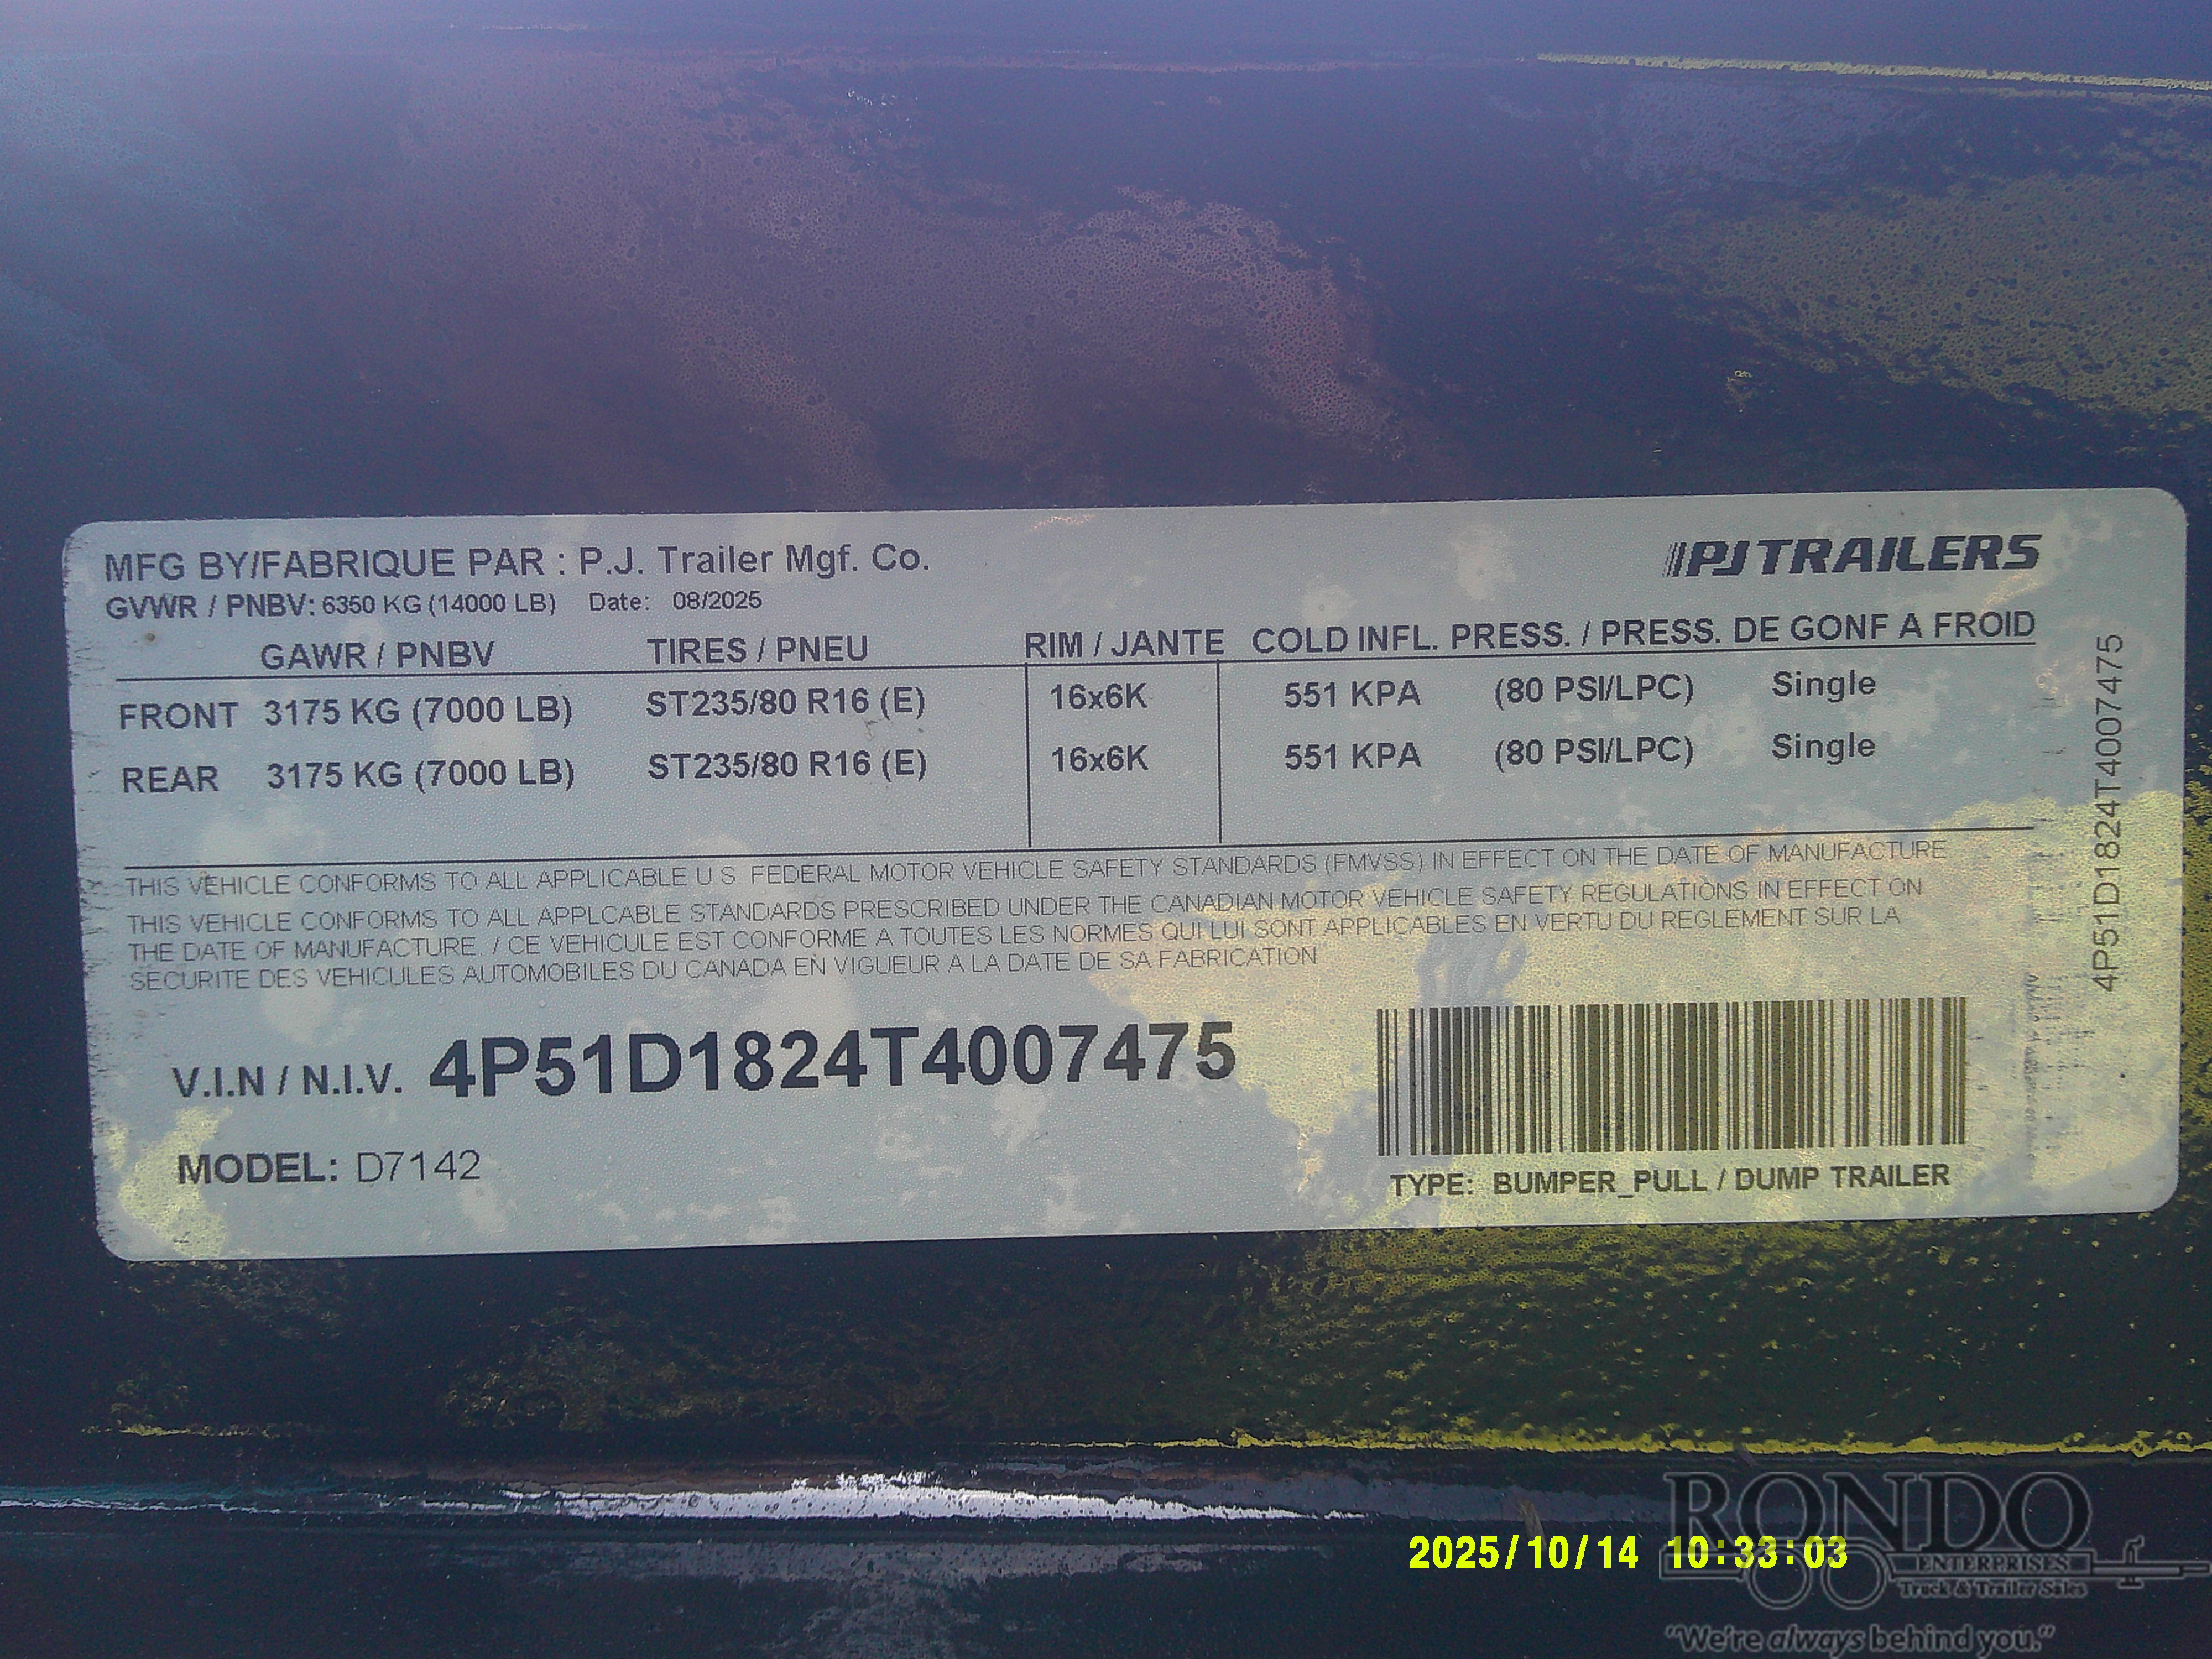 MFG BY/FABRIQUE PAR : P.J. Trailer Mgf. Co.
PJ TRAILERS
GVWR / PNBV: 6350 KG (14000 LB) Date: 08/2025
GAWR / PNBV TIRES / PNEU RIM / JANTE COLD INFL. PRESS. / PRESS. DE GONF A FROID
FRONT 3175 KG (7000 LB) ST235/80 R16 (E) 16x6K 551 KPA (80 PSI/LPC) Single
REAR 3175 KG (7000 LB) ST235/80 R16 (E) 16x6K 551 KPA (80 PSI/LPC) Single
THIS VEHICLE CONFORMS TO ALL APPLICABLE U S FEDERAL MOTOR VEHICLE SAFETY STANDARDS (FMVSS) IN EFFECT ON THE DATE OF MANUFACTURE
THIS VEHICLE CONFORMS TO ALL APPLCABLE STANDARDS PRESCRIBED UNDER THE CANADIAN MOTOR VEHICLE SAFETY REGULATIONS IN EFFECT ON
THE DATE OF MANUFACTURE. / CE VEHICULE EST CONFORME A TOUTES LES NORMES QUI LUI SONT APPLICABLES EN VERTU DU REGLEMENT SUR LA
SECURITE DES VEHICULES AUTOMOBILES DU CANADA EN VIGUEUR A LA DATE DE SA FABRICATION
V.I.N / N.I.V. 4P51D1824T4007475
MODEL: D7142
TYPE: BUMPER_PULL / DUMP TRAILER
4P51D1824T4007475
2025/10/14 10:33:03
RONDO
ENTERPRISES
Truck & Trailer Sales
"We're always behind you."